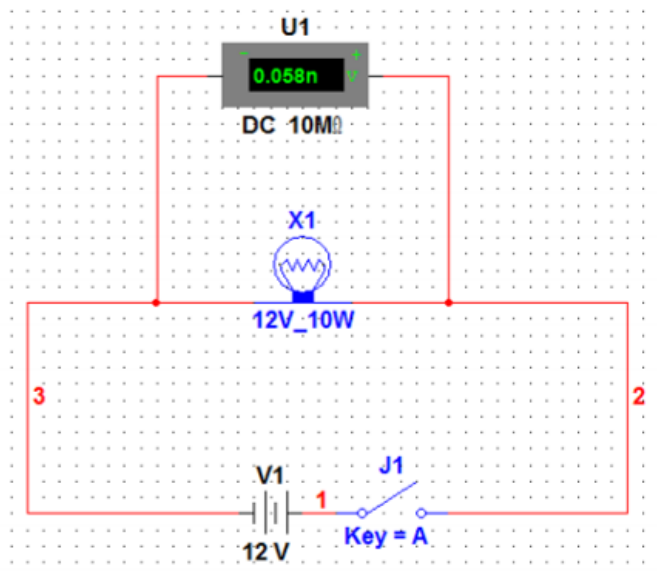 U1
- +
0.058n V
DC 10MΩ
X1
12V_10W
3
2
V1
1
J1
12 V
Key = A